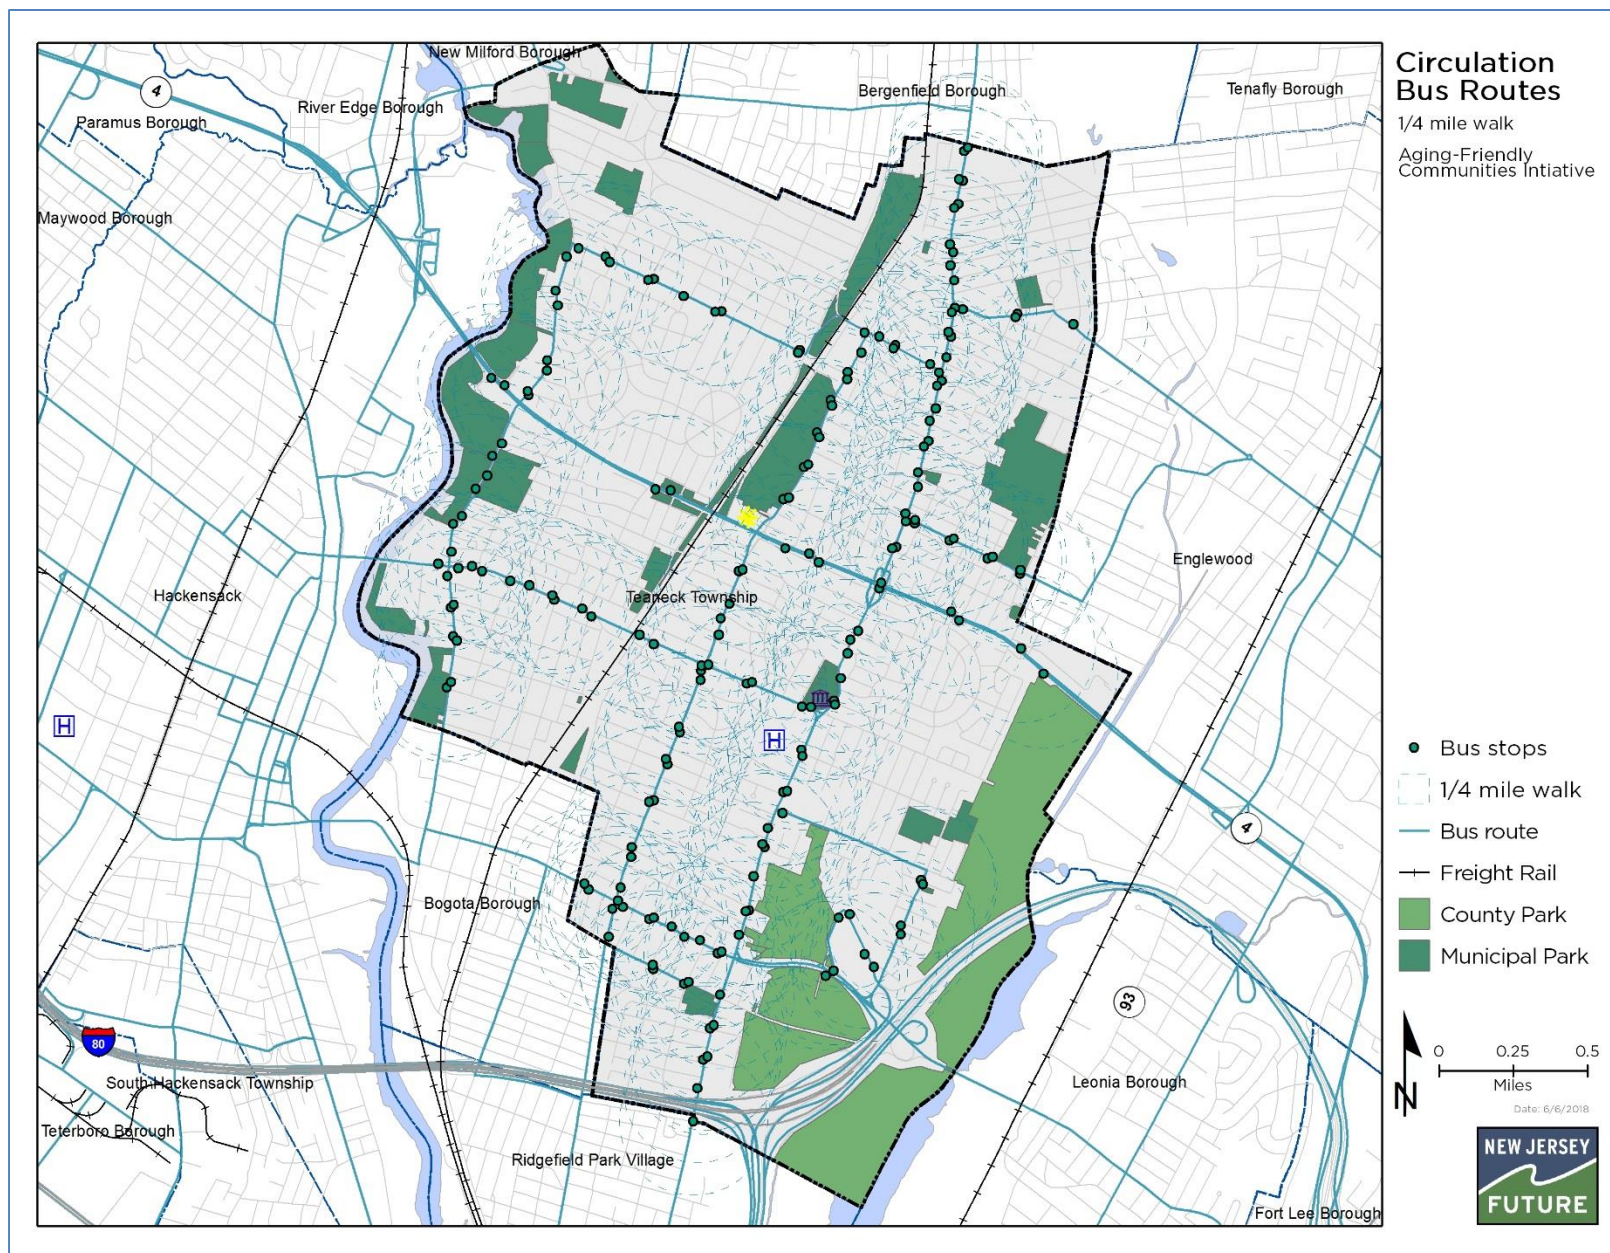 New Milford Borough
4
River Edge Borough
Paramus Borough
Bergenfield Borough
Tenafly Borough
Maywood Borough
Hackensack
Teaneck Township
Englewood
H
H
4
Bogota Borough
93
80
South Hackensack Township
Teterboro Borough
Leonia Borough
Ridgefield Park Village
Fort Lee Borough
Circulation
Bus Routes
1/4 mile walk
Aging-Friendly
Communities Intiative
Bus stops
1/4 mile walk
Bus route
Freight Rail
County Park
Municipal Park
N
0 0.25 0.5
Miles
Date: 6/6/2018
NEW JERSEY
FUTURE